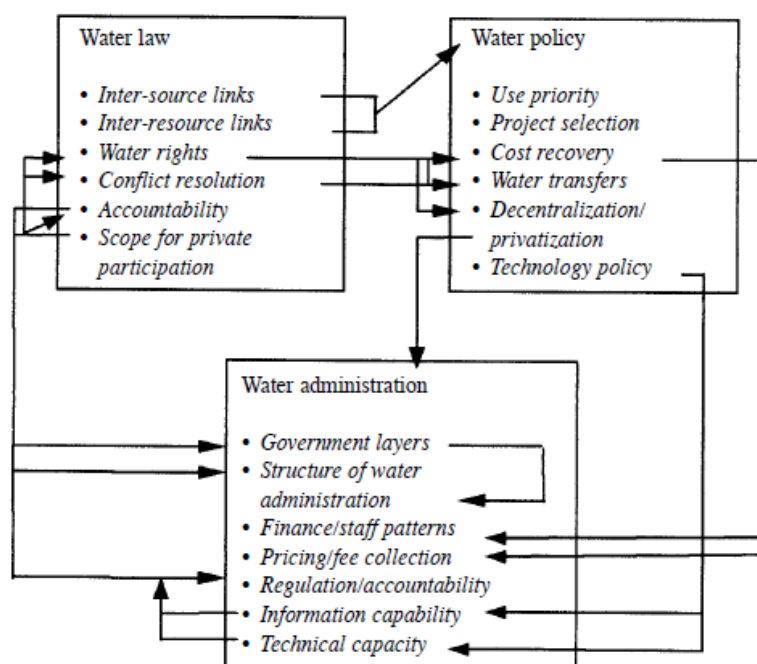 Water law
• Inter-source links
• Inter-resource links
• Water rights
• Conflict resolution
• Accountability
• Scope for private
participation
Water policy
• Use priority
• Project selection
• Cost recovery
• Water transfers
• Decentralization/
privatization
• Technology policy
Water administration
• Government layers
• Structure of water
administration
• Finance/staff patterns
• Pricing/fee collection
• Regulation/accountability
• Information capability
• Technical capacity